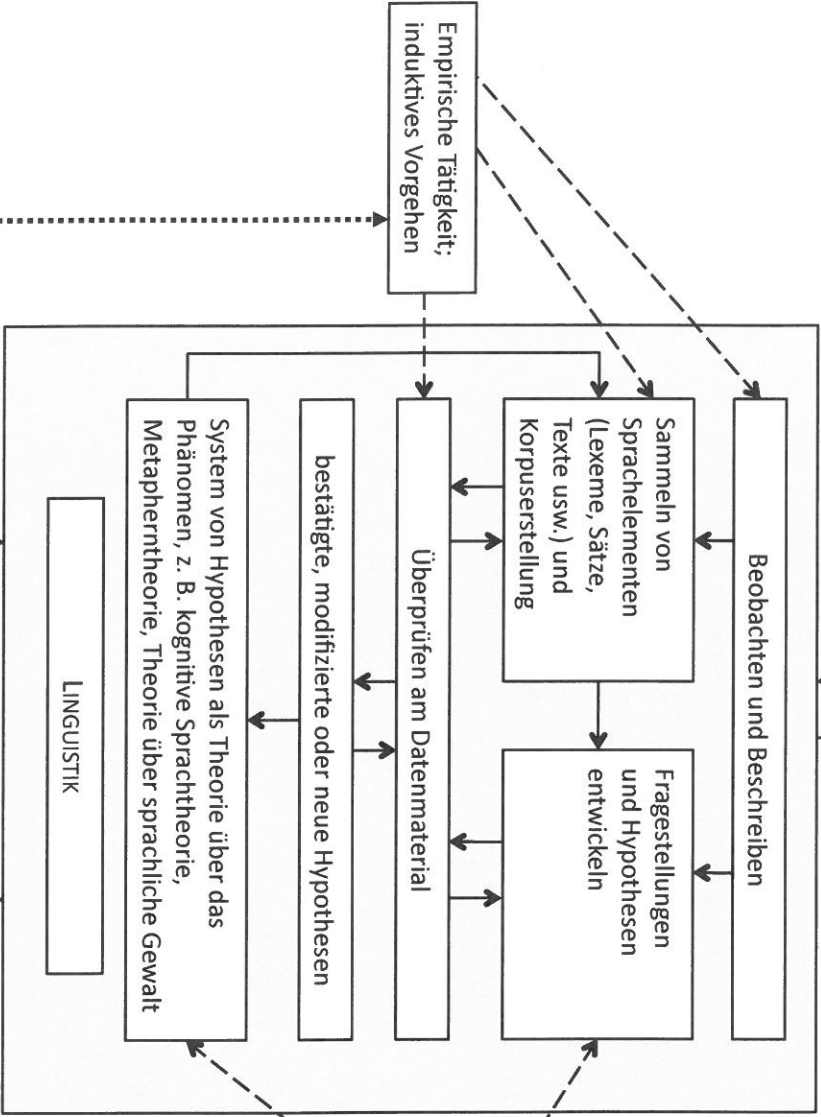 Empirische Tätigkeit;
induktives Vorgehen
Beobachten und Beschreiben
Sammeln von
Sprachelementen
(Lexeme, Sätze,
Texte usw.) und
Korpuserstellung
Fragestellungen
und Hypothesen
entwickeln
Überprüfen am Datenmaterial
bestätigte, modifizierte oder neue Hypothesen
System von Hypothesen als Theorie über das
Phänomen, z. B. kognitive Sprachtheorie,
Metapherntheorie, Theorie über sprachliche Gewalt
LINGUISTIK